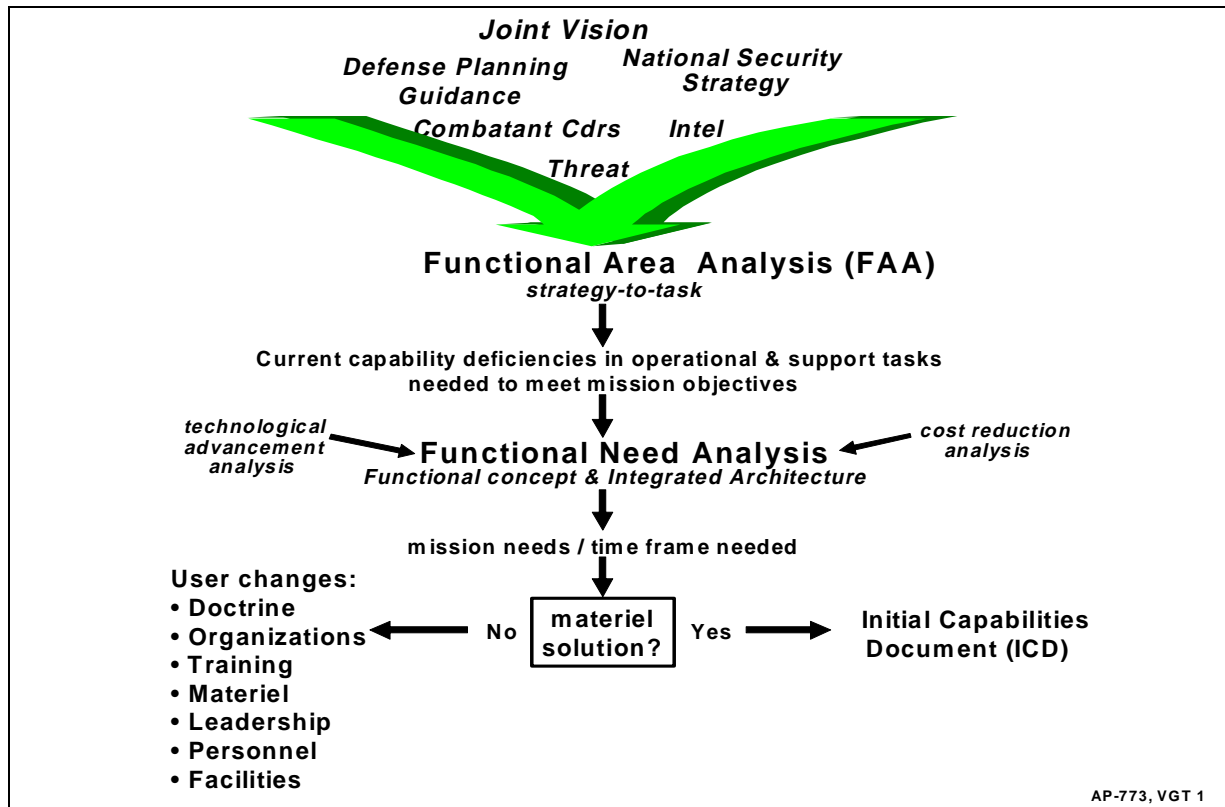 Joint Vision
Defense Planning
Guidance
National Security
Strategy
Combatant Cdrs
Intel
Threat
Functional Area Analysis (FAA)
strategy-to-task
Current capability deficiencies in operational & support tasks
needed to meet mission objectives
technological
advancement
analysis
Functional Need Analysis
Functional concept & Integrated Architecture
cost reduction
analysis
mission needs / time frame needed
User changes:
• Doctrine
• Organizations
• Training
• Materiel
• Leadership
• Personnel
• Facilities
No
materiel
solution?
Yes
Initial Capabilities
Document (ICD)
AP-773, VGT 1